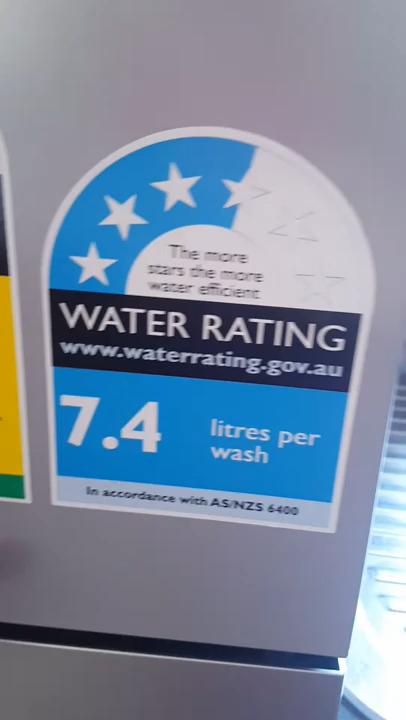 The more
stars the more
water efficient
WATER RATING
www.waterrating.gov.au
7.4
litres per
wash
In accordance with AS/NZS 6400